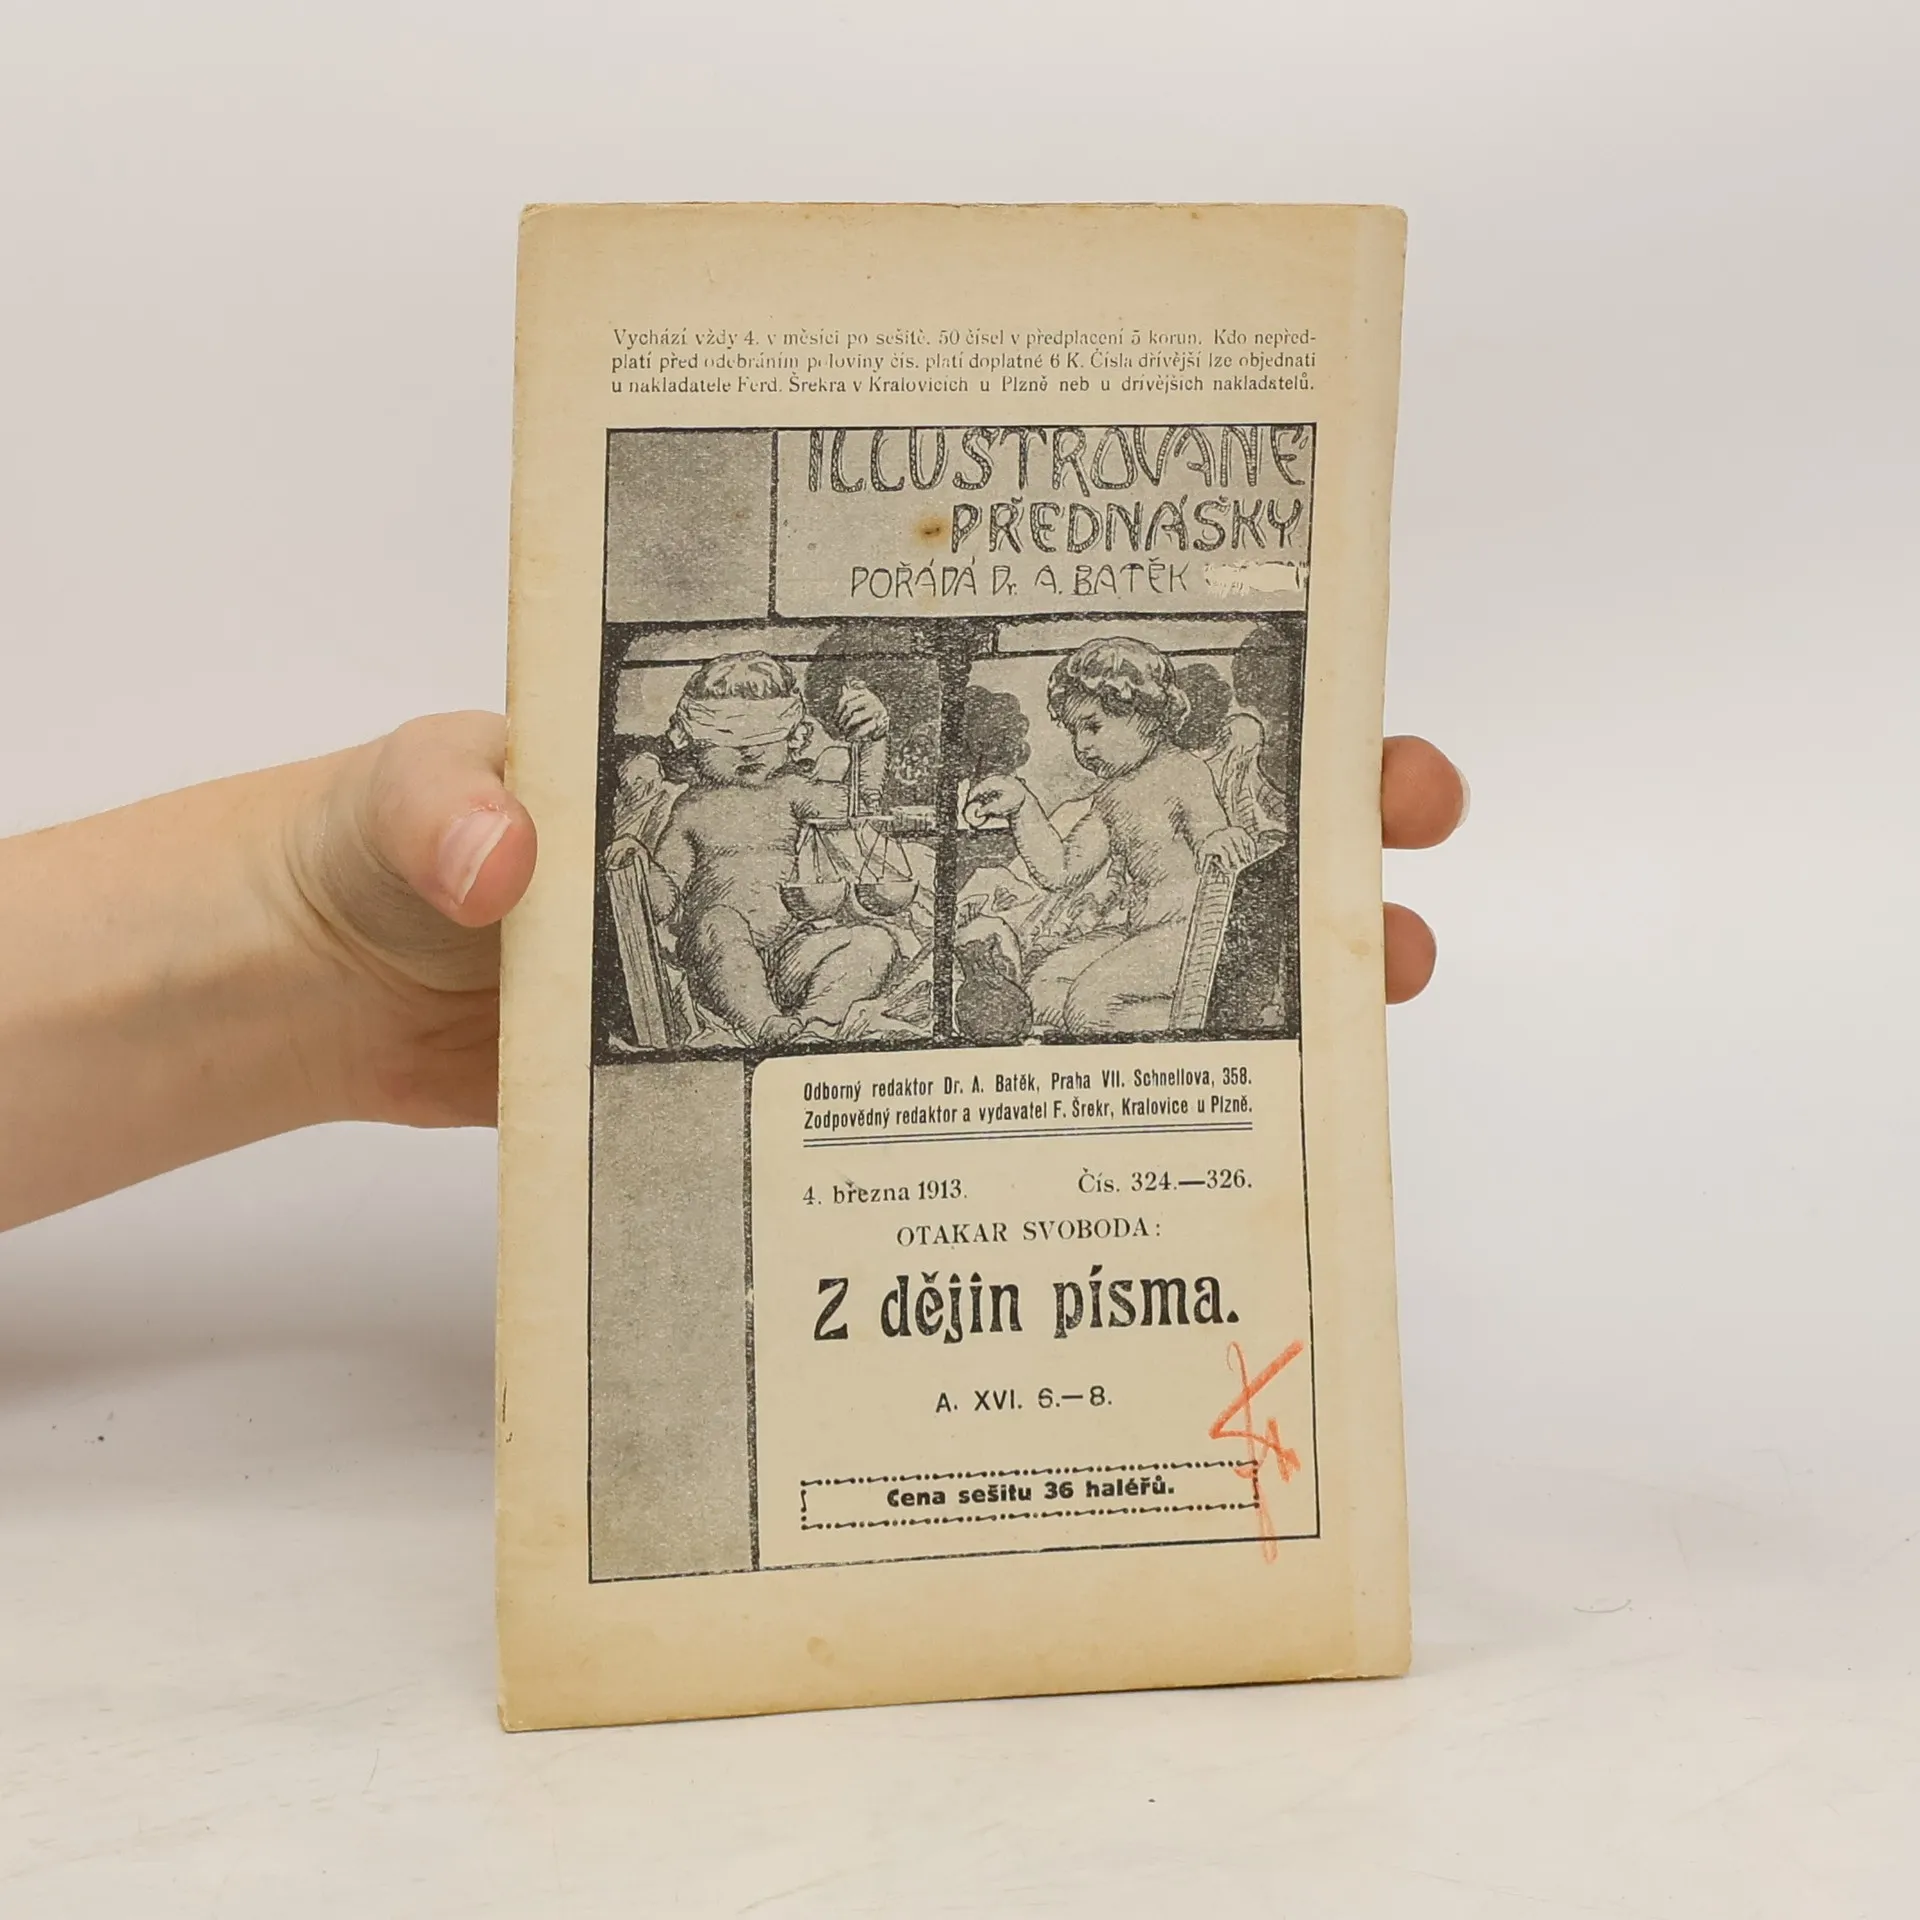 Vychází vždy 4. v měsíci po sešitě. 50 čísel v předplacení 5 korun. Kdo nepřed-
platí před odebráním poloviny čís. platí doplatné 6 K. Čísla dřívější lze objednati
u nakladatele Ferd. Šrekra v Kralovicích u Plzně neb u dřívějších nakladatelů.
ILLUSTROVANÉ
PŘEDNÁŠKY
POŘÁDÁ Dr. A. BATĚK
Odborný redaktor Dr. A. Batěk, Praha VII. Schnellova, 358.
Zodpovědný redaktor a vydavatel F. Šrekr, Kralovice u Plzně.
4. března 1913. Čís. 324.—326.
OTAKAR SVOBODA:
Z dějin písma.
A. XVI. 6.—8.
Cena sešitu 36 haléřů.